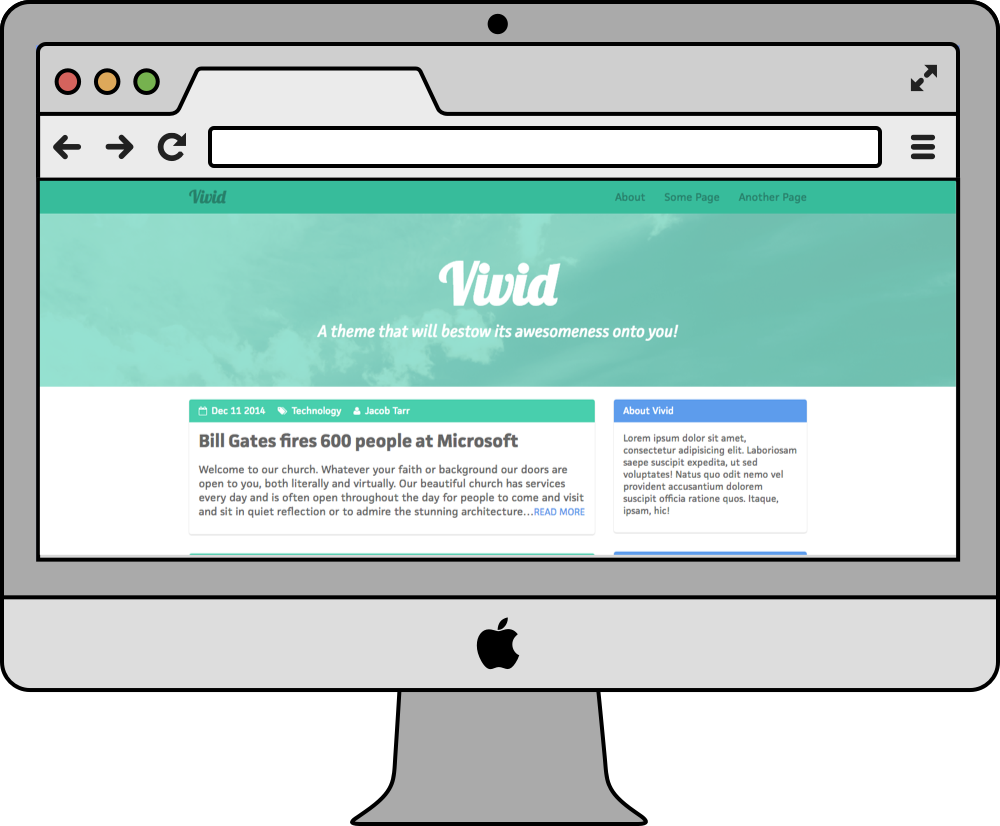 Vivid
About Some Page Another Page
Vivid
A theme that will bestow its awesomeness onto you!
Dec 11 2014 Technology Jacob Tarr
Bill Gates fires 600 people at Microsoft
Welcome to our church. Whatever your faith or background our doors are
open to you, both literally and virtually. Our beautiful church has services
every day and is often open throughout the day for people to come and visit
and sit in quiet reflection or to admire the stunning architecture...READ MORE
About Vivid
Lorem ipsum dolor sit amet,
consectetur adipisicing elit. Laboriosam
saepe suscipit expedita, ut sed
voluptates! Natus quo odit nemo vel
provident accusantium dolorem
suscipit officia ratione quos. Itaque,
ipsam, hic!